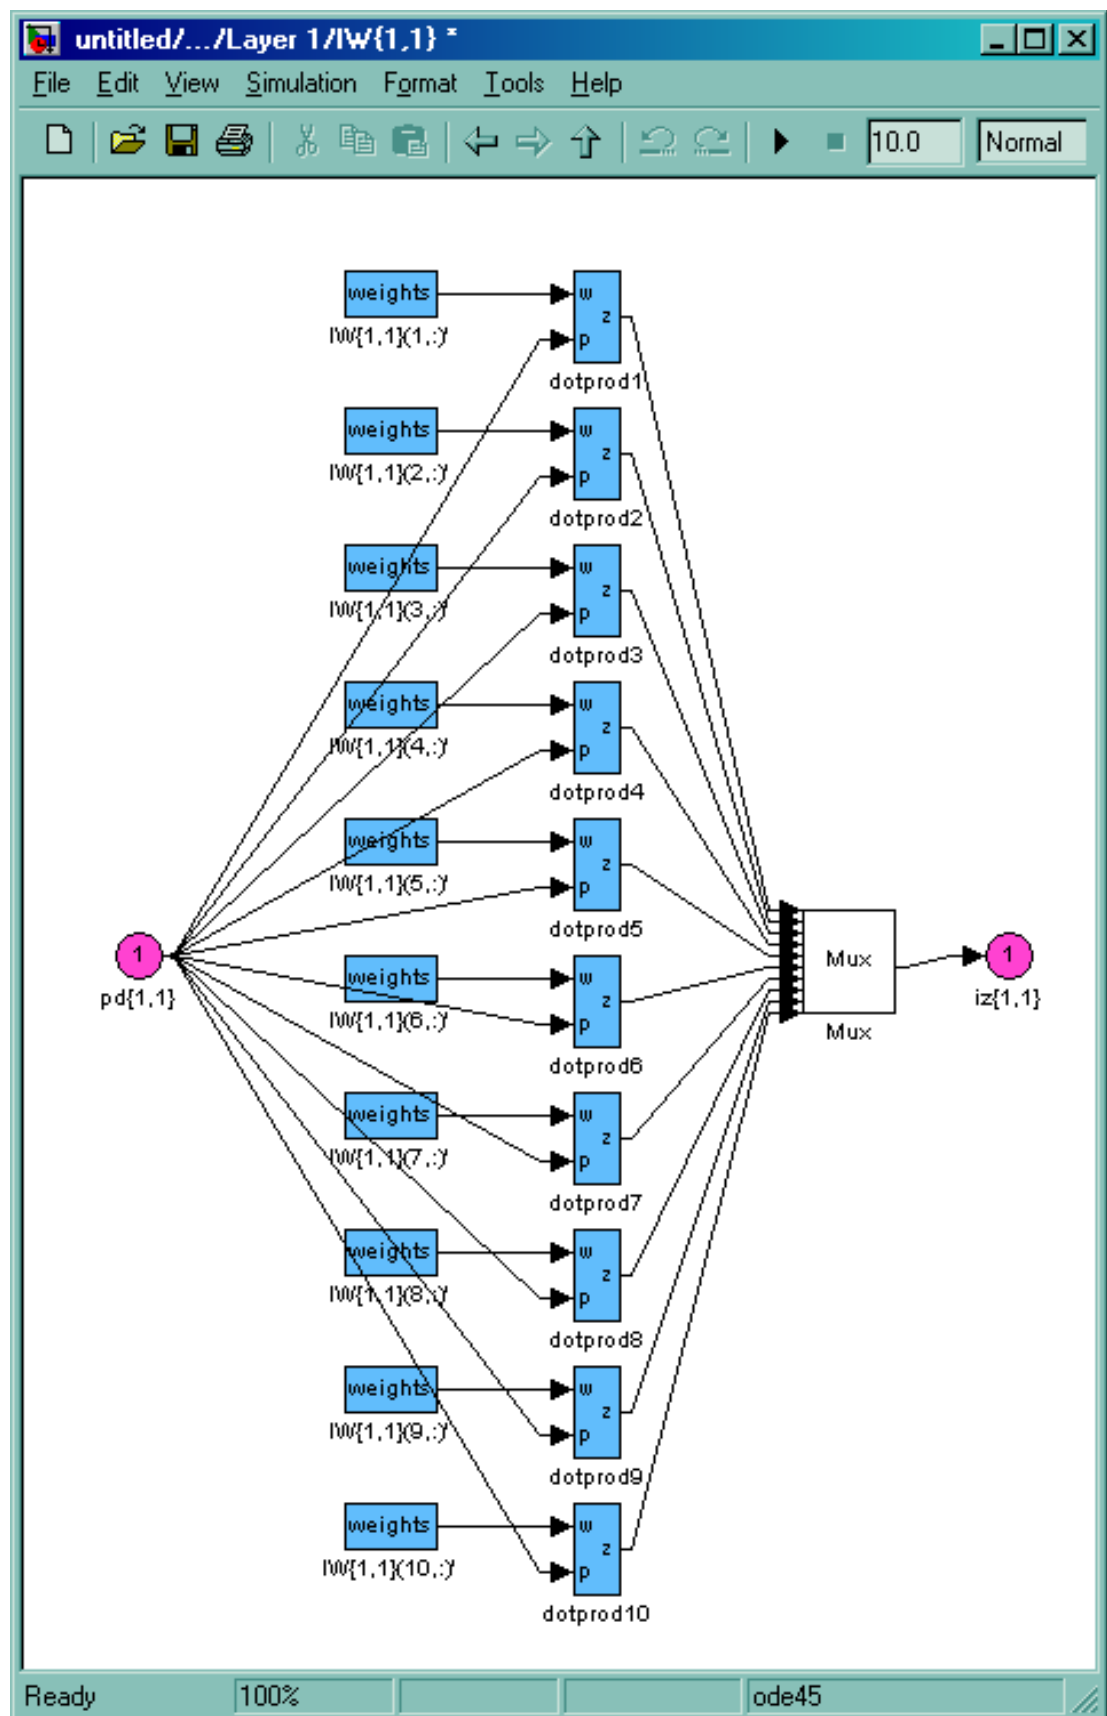 untitled/.../Layer 1/IW{1,1} *
File Edit View Simulation Format Tools Help
10.0 Normal
weights w z p
IW{1,1}(1,:)'
dotprod1
weights w z p
IW{1,1}(2,:)'
dotprod2
weights w z p
IW{1,1}(3,:)'
dotprod3
weights w z p
IW{1,1}(4,:)'
dotprod4
weights w z p
IW{1,1}(5,:)'
dotprod5
1
pd{1,1}
weights w z p
IW{1,1}(6,:)'
dotprod6
Mux
Mux
1
iz{1,1}
weights w z p
IW{1,1}(7,:)'
dotprod7
weights w z p
IW{1,1}(8,:)'
dotprod8
weights w z p
IW{1,1}(9,:)'
dotprod9
weights w z p
IW{1,1}(10,:)'
dotprod10
Ready 100% ode45